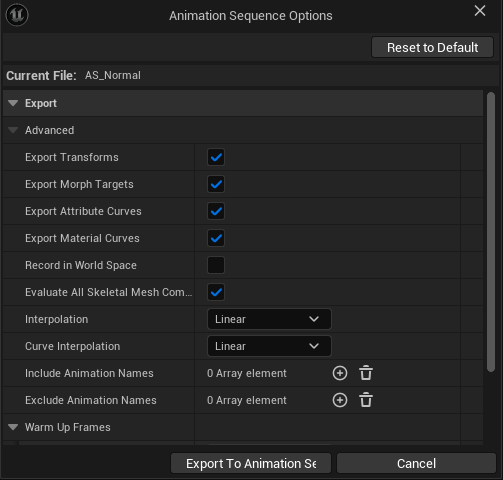 Animation Sequence Options
Reset to Default
Current File: AS_Normal
Export
Advanced
Export Transforms
Export Morph Targets
Export Attribute Curves
Export Material Curves
Record in World Space
Evaluate All Skeletal Mesh Com...
Interpolation Linear
Curve Interpolation Linear
Include Animation Names 0 Array element
Exclude Animation Names 0 Array element
Warm Up Frames
Export To Animation Se Cancel